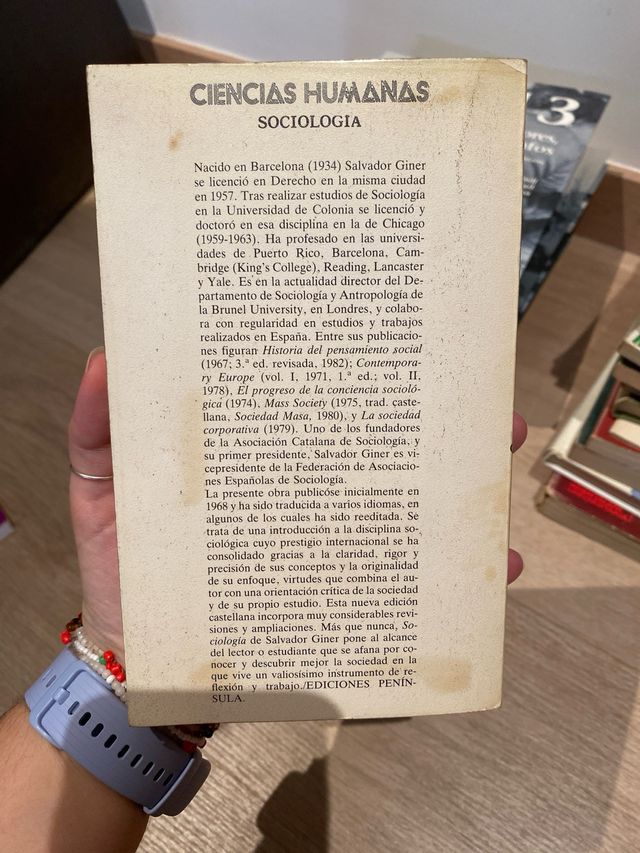 CIENCIAS HUMANAS
SOCIOLOGIA
Nacido en Barcelona (1934) Salvador Giner
se licenció en Derecho en la misma ciudad
en 1957. Tras realizar estudios de Sociología
en la Universidad de Colonia se licenció y
doctoró en esa disciplina en la de Chicago
(1959-1963). Ha profesado en las universi-
dades de Puerto Rico, Barcelona, Cam-
bridge (King's College), Reading, Lancaster
y Yale. Es en la actualidad director del De-
partamento de Sociología y Antropología de
la Brunel University, en Londres, y colabo-
ra con regularidad en estudios y trabajos
realizados en España. Entre sus publicacio-
nes figuran Historia del pensamiento social
(1967; 3.ª ed. revisada, 1982); Contempora-
ry Europe (vol. I, 1971, 1.ª ed.; vol. II,
1978), El progreso de la conciencia socioló-
gica (1974), Mass Society (1975, trad. caste-
llana, Sociedad Masa, 1980), y La sociedad
corporativa (1979). Uno de los fundadores
de la Asociación Catalana de Sociología, y
su primer presidente, Salvador Giner es vi-
cepresidente de la Federación de Asociacio-
nes Españolas de Sociología.
La presente obra publicóse inicialmente en
1968 y ha sido traducida a varios idiomas, en
algunos de los cuales ha sido reeditada. Se
trata de una introducción a la disciplina so-
ciológica cuyo prestigio internacional se ha
consolidado gracias a la claridad, rigor y
precisión de sus conceptos y la originalidad
de su enfoque, virtudes que combina el au-
tor con una orientación crítica de la sociedad
y de su propio estudio. Esta nueva edición
castellana incorpora muy considerables revi-
siones y ampliaciones. Más que nunca, So-
ciología de Salvador Giner pone al alcance
del lector o estudiante que se afana por co-
nocer y descubrir mejor la sociedad en la
que vive un valiosísimo instrumento de re-
flexión y trabajo./EDICIONES PENÍN-
SULA.
3